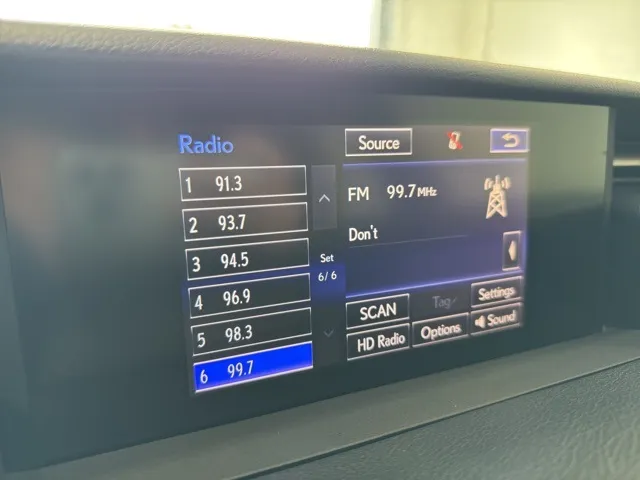 Radio
1 91.3
2 93.7
3 94.5
4 96.9
5 98.3
6 99.7
Set
6/6
Source
FM 99.7 MHz
Don't
SCAN
Tag✓
Settings
HD Radio
Options
Sound